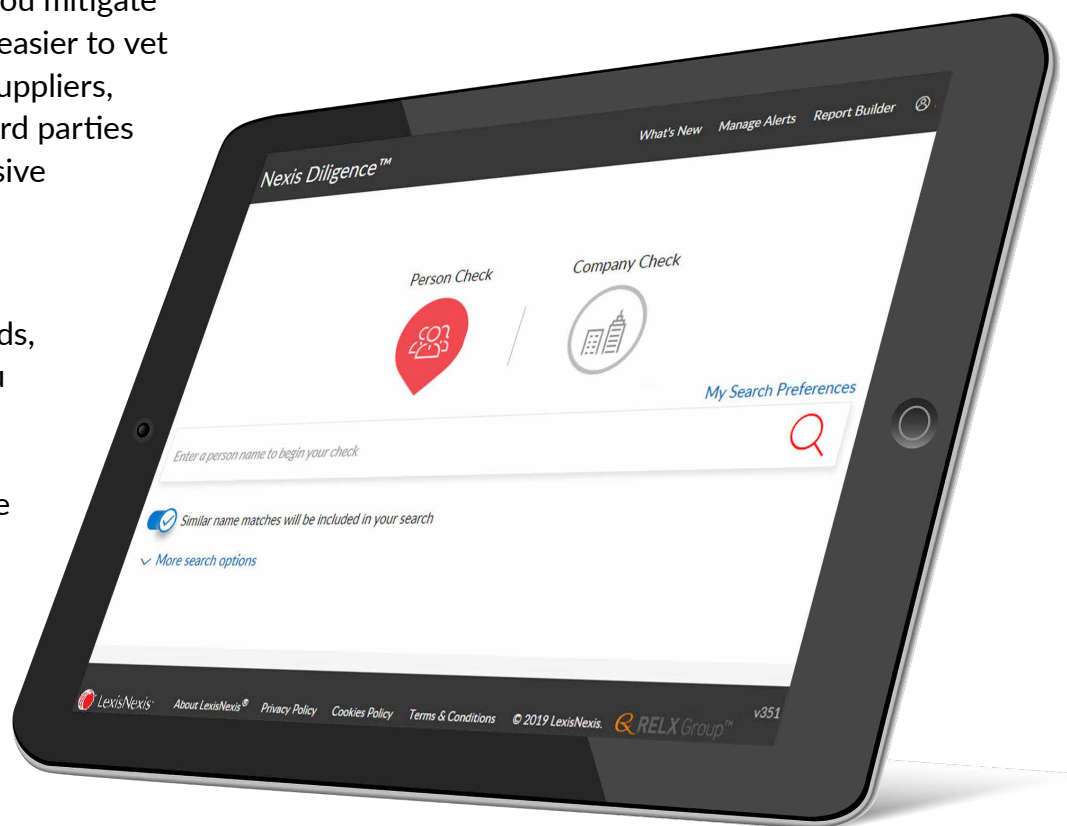 ou mitigate
easier to vet
uppliers,
rd parties
sive
ds,
u
e
Nexis Diligence™
What's New Manage Alerts Report Builder
Person Check
Company Check
My Search Preferences
Enter a person name to begin your check
Similar name matches will be included in your search
More search options
LexisNexis® About LexisNexis® Privacy Policy Cookies Policy Terms & Conditions © 2019 LexisNexis. RELX Group™ v351